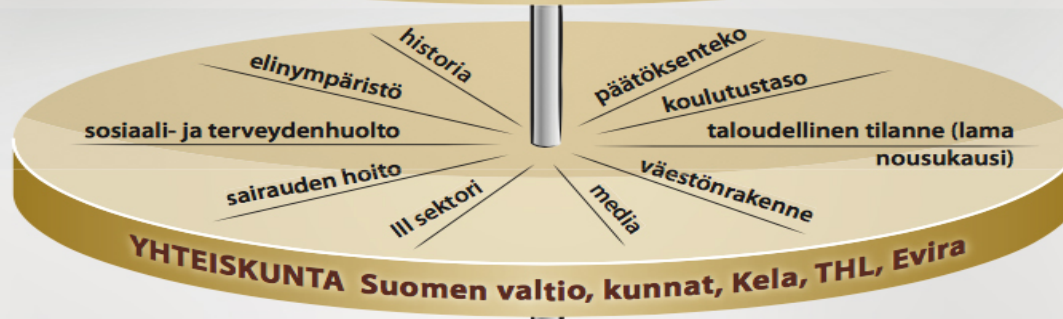 historia
päätöksenteko
elinympäristö
koulutustaso
sosiaali- ja terveydenhuolto
taloudellinen tilanne (lama
nousukausi)
sairauden hoito
väestönrakenne
III sektori
media
YHTEISKUNTA Suomen valtio, kunnat, Kela, THL, Evira